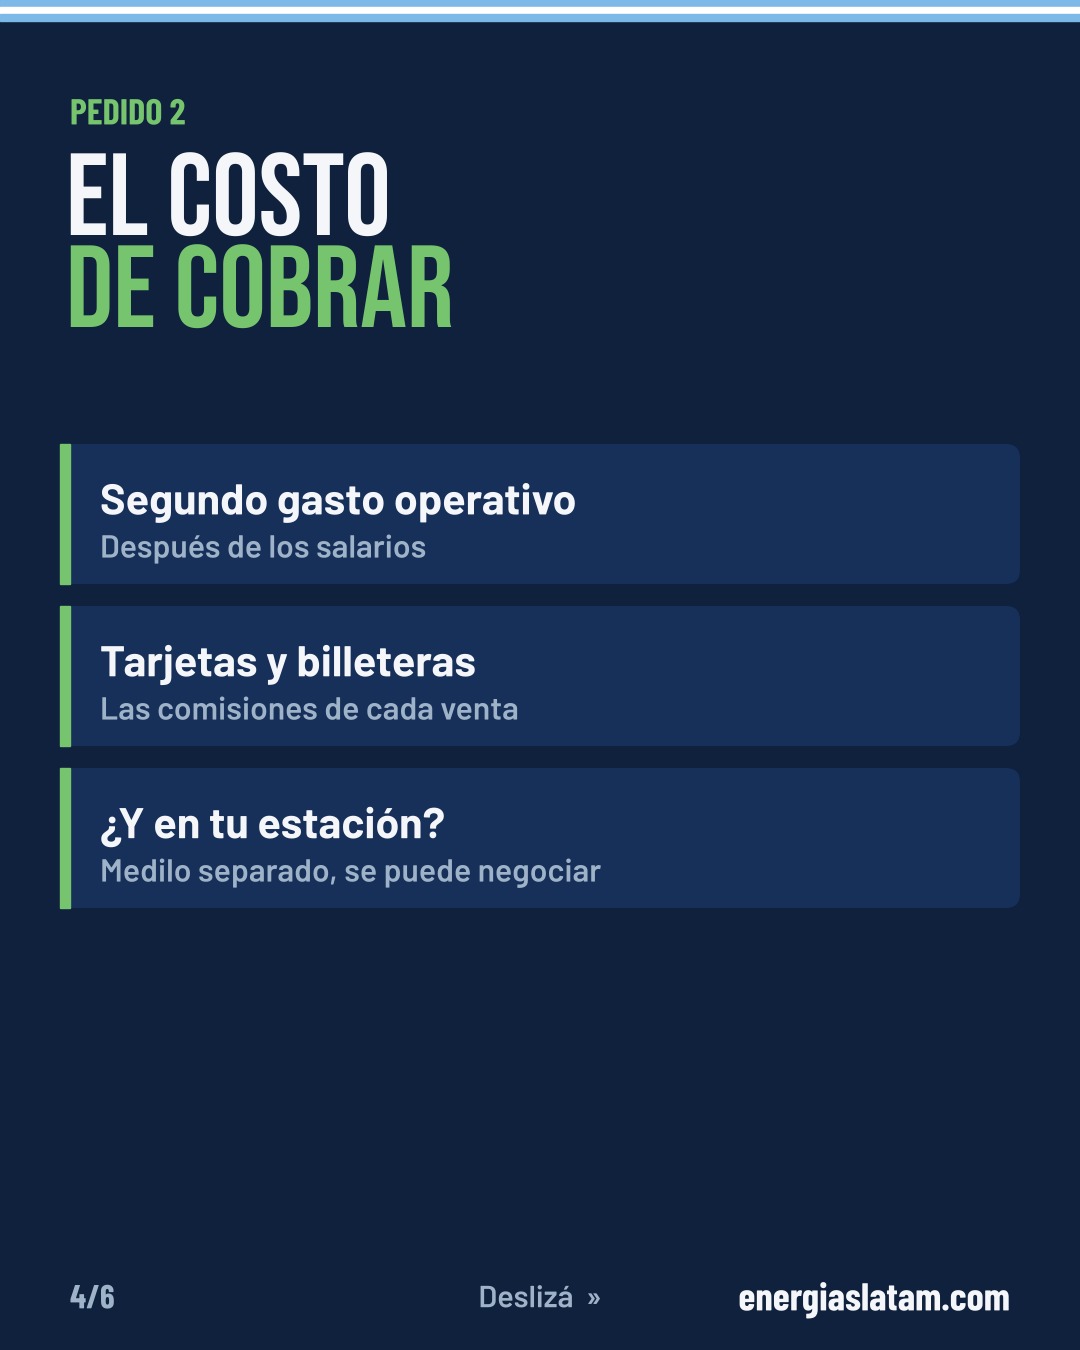 PEDIDO 2
EL COSTO
DE COBRAR
Segundo gasto operativo
Después de los salarios
Tarjetas y billeteras
Las comisiones de cada venta
¿Y en tu estación?
Medilo separado, se puede negociar
4/6
Deslizá »
energiaslatam.com